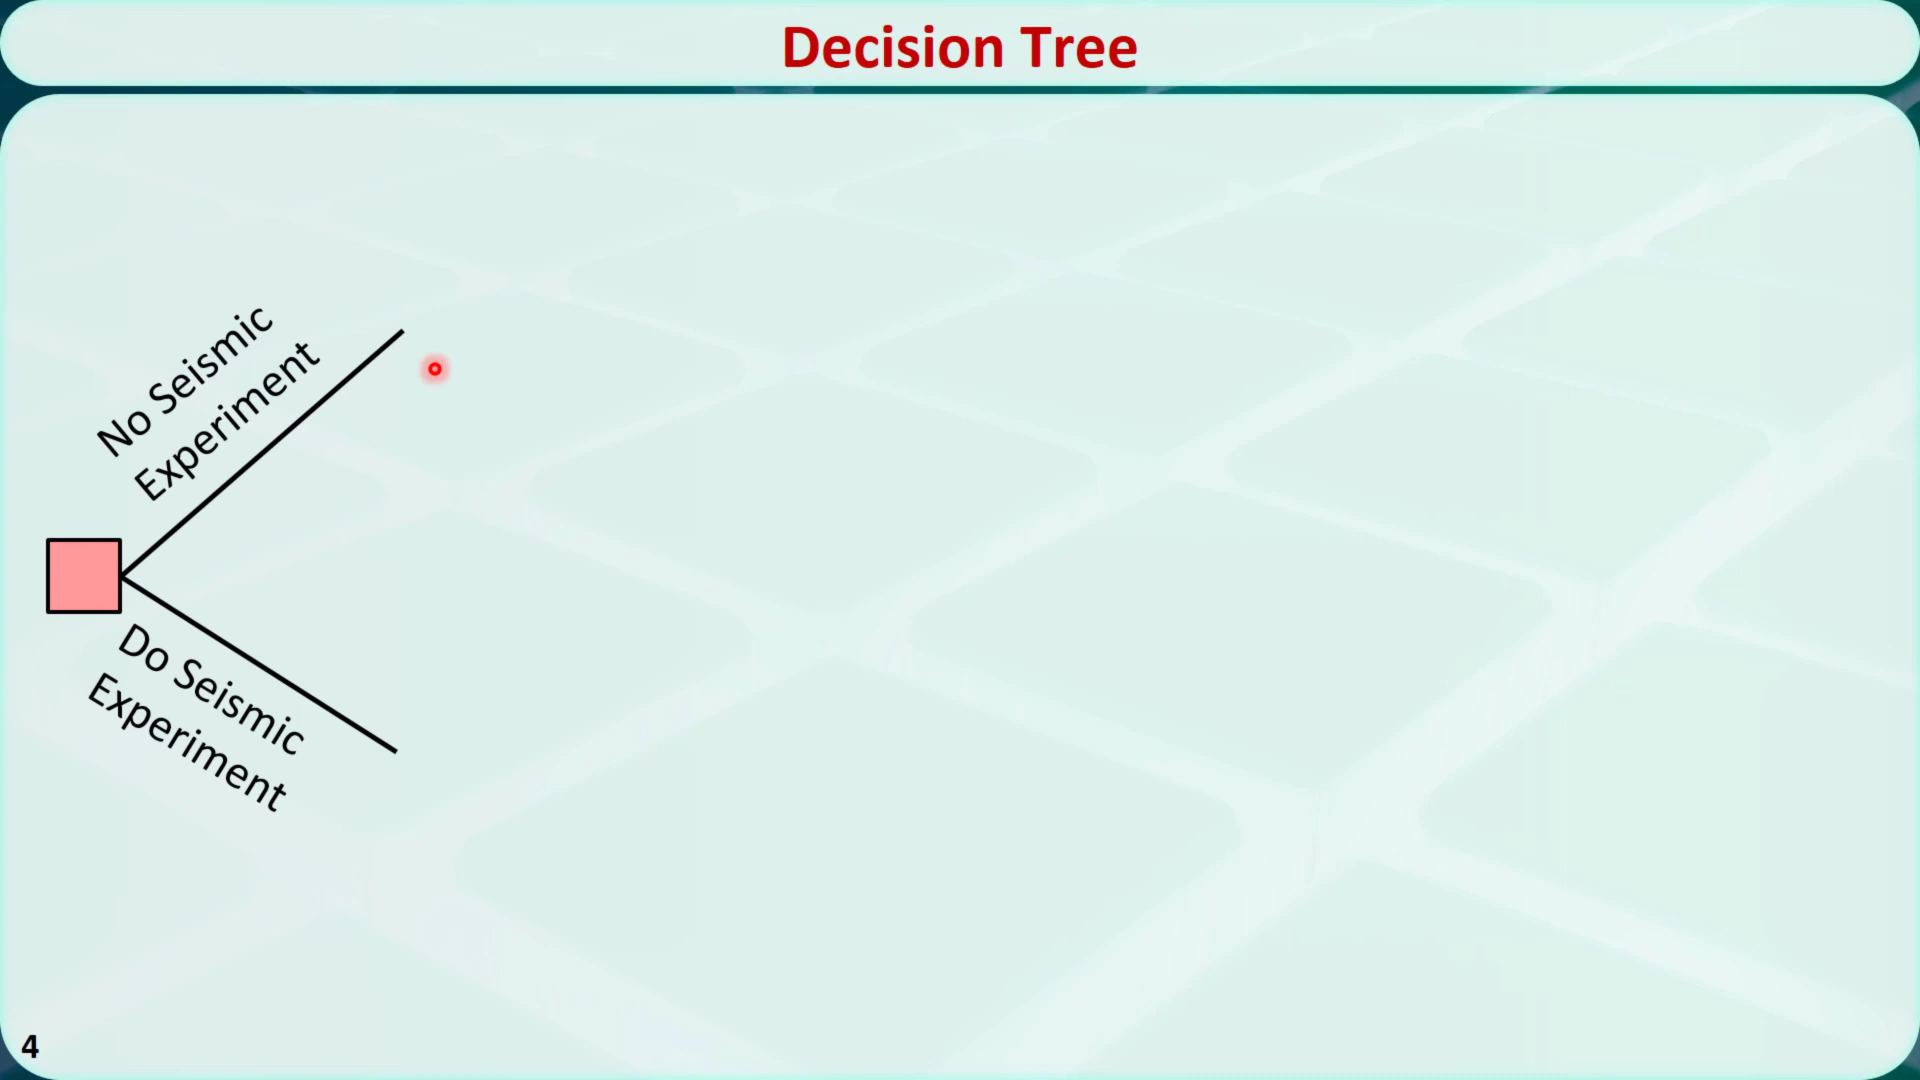 Decision Tree
No Seismic
Experiment
Do Seismic
Experiment
4